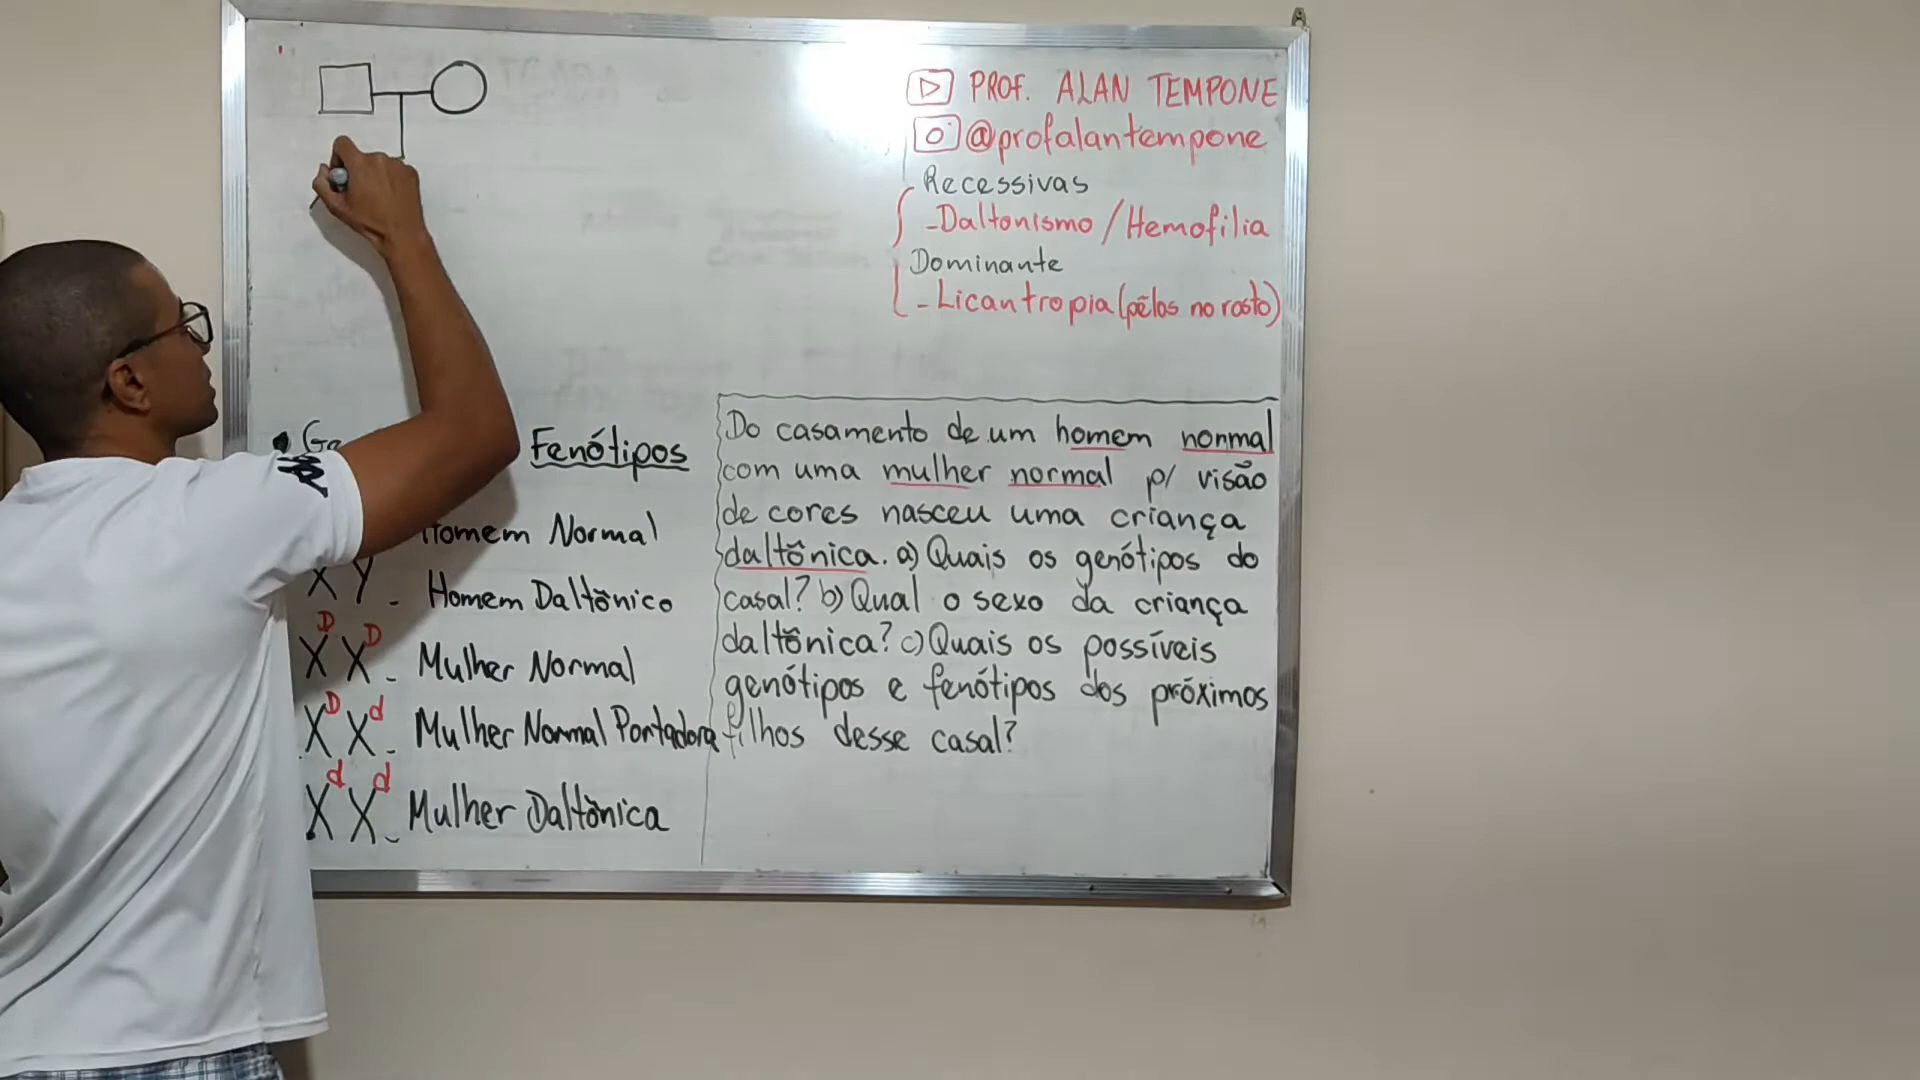 PROF. ALAN TEMPONE
@profalantempone
Recessivas
-Daltonismo/Hemofilia
Dominante
-Licantropia (pêlos no rosto)
Fenótipos
Homem Normal
X Y - Homem Daltônico
X^D X^D - Mulher Normal
X^D X^d - Mulher Normal Portadora
X^d X^d - Mulher Daltônica
Do casamento de um homem normal
com uma mulher normal p/ visão
de cores nasceu uma criança
daltônica. a) Quais os genótipos do
casal? b) Qual o sexo da criança
daltônica? c) Quais os possíveis
genótipos e fenótipos dos próximos
filhos desse casal?